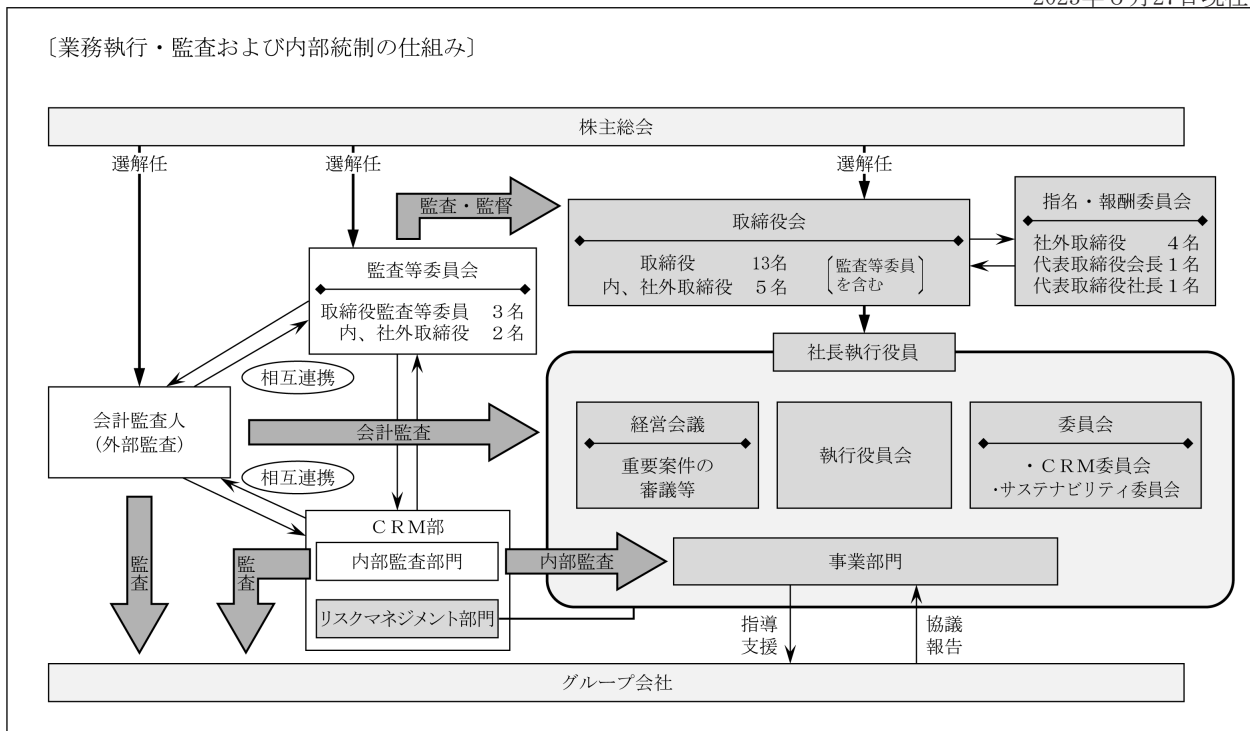 〔業務執行・監査および内部統制の仕組み〕
株主総会
選解任
選解任
選解任
監査・監督
取締役会
取締役 13名
内、社外取締役 5名
監査等委員
を含む
指名・報酬委員会
社外取締役 4名
代表取締役会長1名
代表取締役社長1名
監査等委員会
取締役監査等委員 3名
内、社外取締役 2名
社長執行役員
相互連携
会計監査人
(外部監査)
会計監査
経営会議
重要案件の
審議等
執行役員会
委員会
・CRM委員会
・サステナビリティ委員会
相互連携
CRM部
内部監査部門
リスクマネジメント部門
監査
監査
内部監査
事業部門
指導
支援
協議
報告
グループ会社